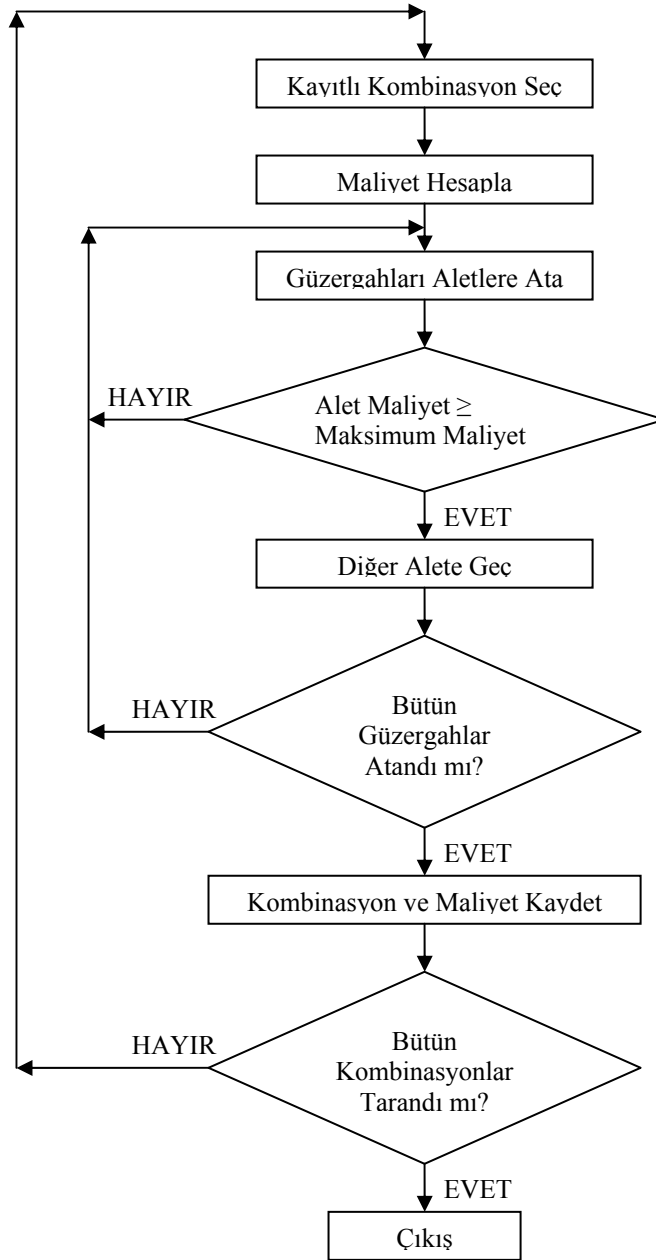 Kayıtlı Kombinasyon Seç
Maliyet Hesapla
Güzergahları Aletlere Ata
HAYIR
Alet Maliyet ≥
Maksimum Maliyet
EVET
Diğer Alete Geç
HAYIR
Bütün
Güzergahlar
Atandı mı?
EVET
Kombinasyon ve Maliyet Kaydet
HAYIR
Bütün
Kombinasyonlar
Tarandı mı?
EVET
Çıkış